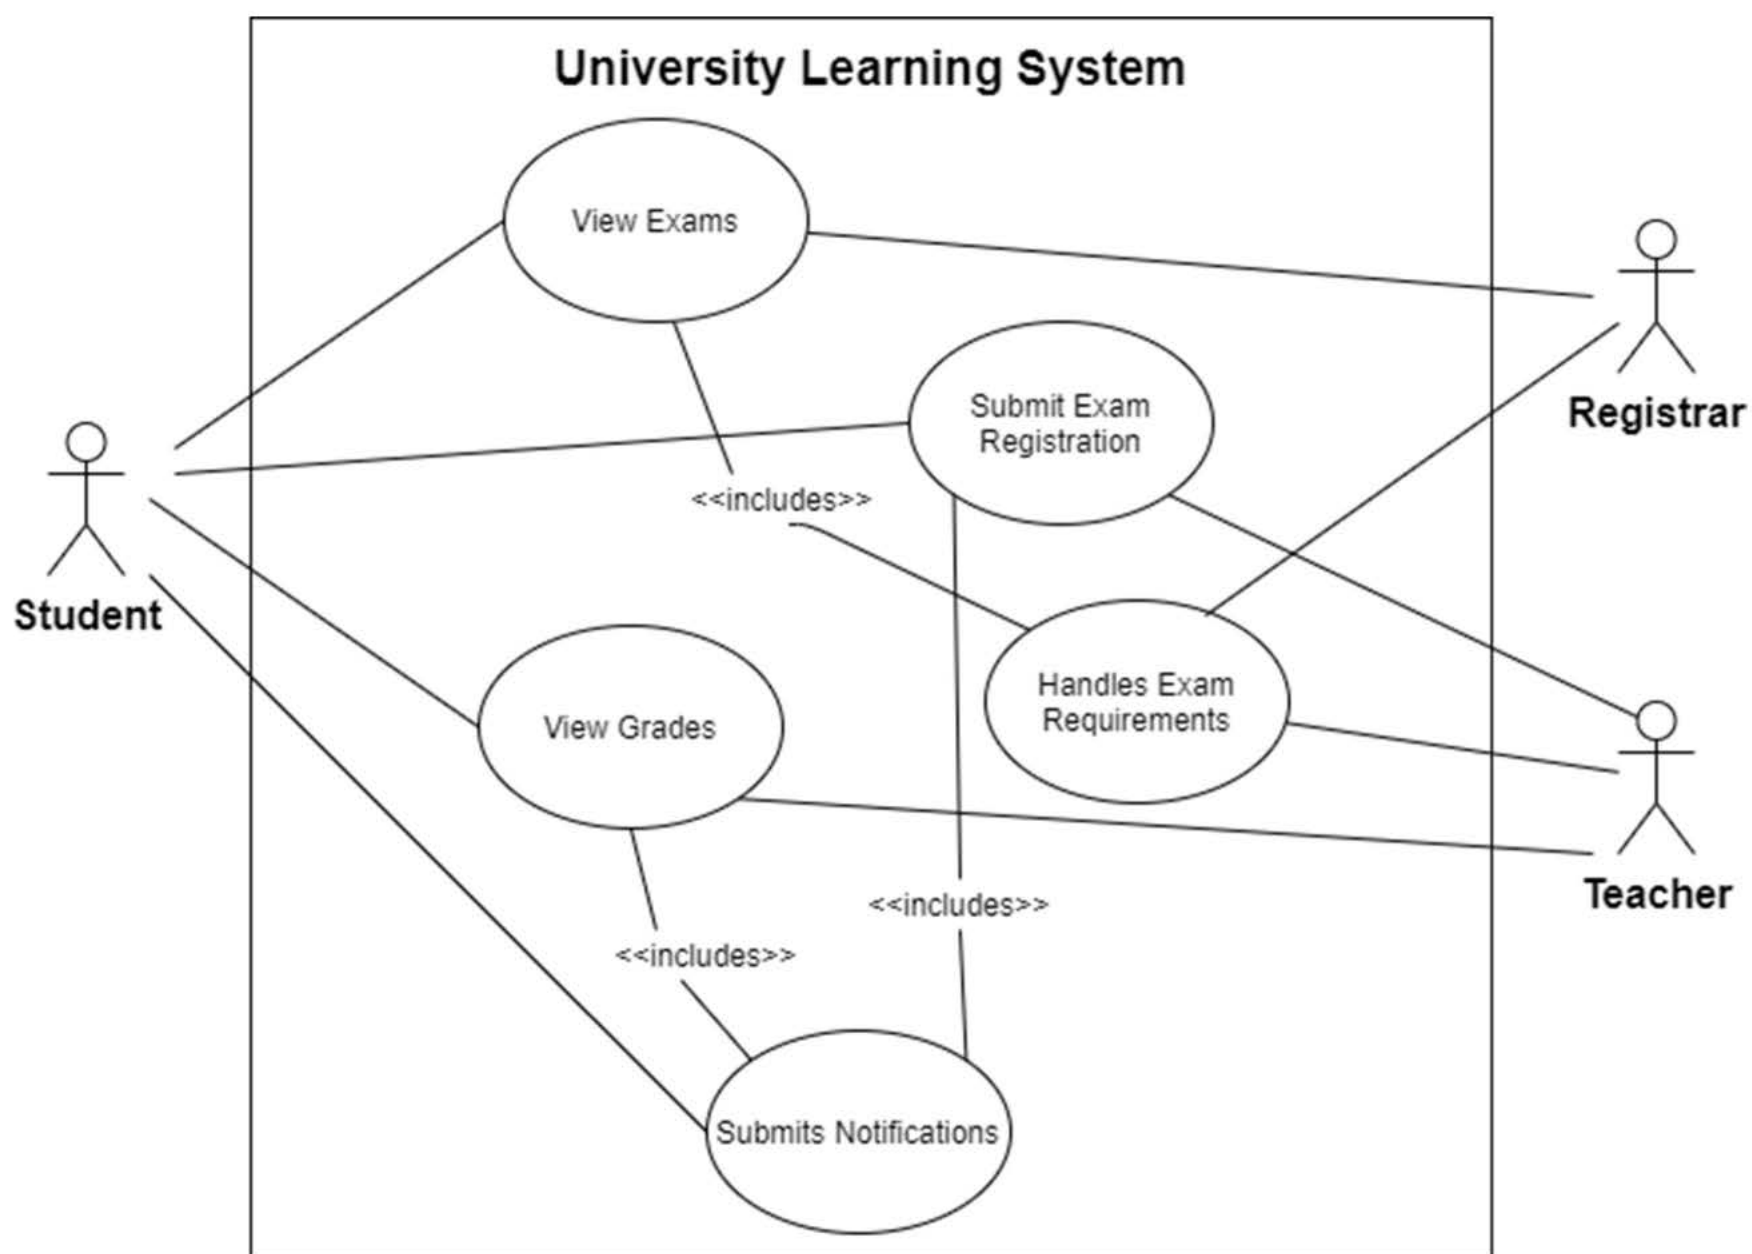 University Learning System
View Exams
Submit Exam
Registration
Registrar
<<includes>>
Student
Handles Exam
Requirements
View Grades
Teacher
<<includes>>
<<includes>>
Submits Notifications